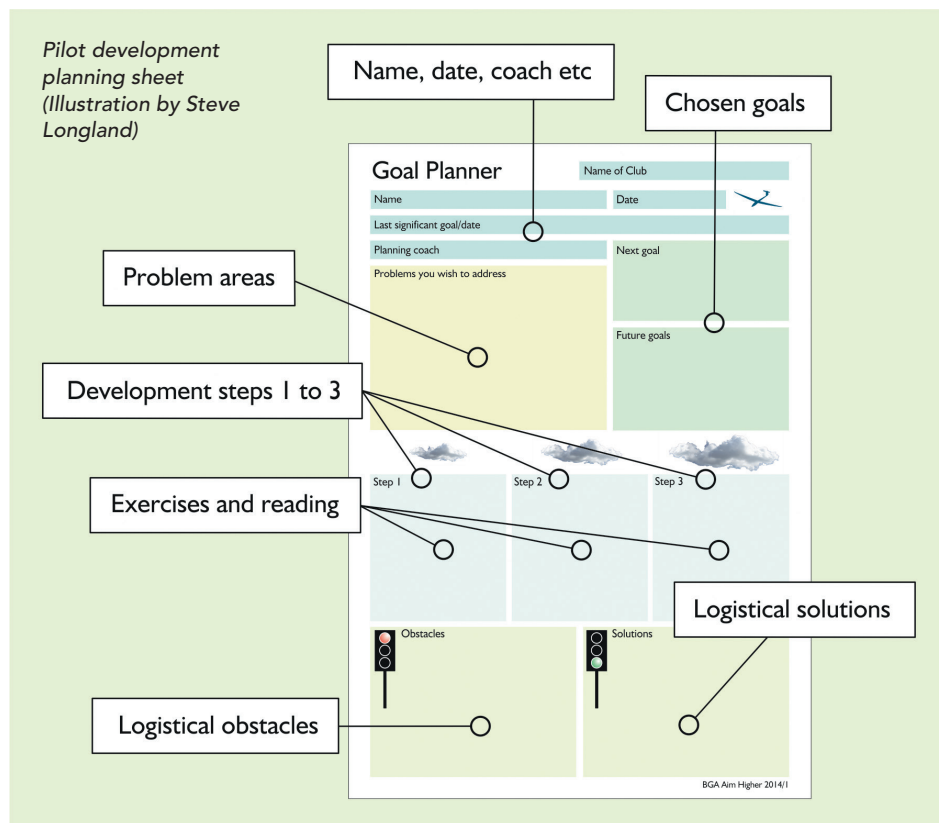 Pilot development
planning sheet
(Illustration by Steve
Longland)
Name, date, coach etc
Chosen goals
Goal Planner
Name of Club
Name
Date
Last significant goal/date
Planning coach
Next goal
Problem areas
Problems you wish to address
Future goals
Development steps 1 to 3
Step 1
Step 2
Step 3
Exercises and reading
Logistical solutions
Obstacles
Solutions
Logistical obstacles
BGA Aim Higher 2014/1